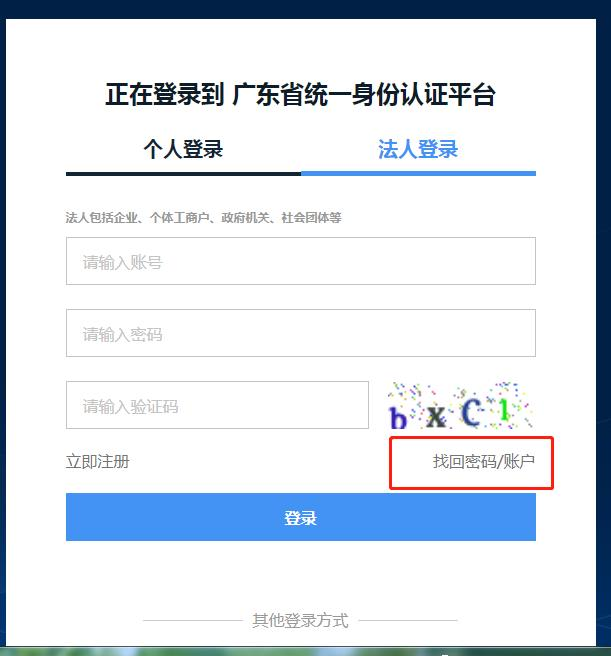 正在登录到 广东省统一身份认证平台
个人登录 法人登录
法人包括企业、个体工商户、政府机关、社会团体等
请输入账号
请输入密码
请输入验证码 bxC1
立即注册 找回密码/账户
登录
其他登录方式